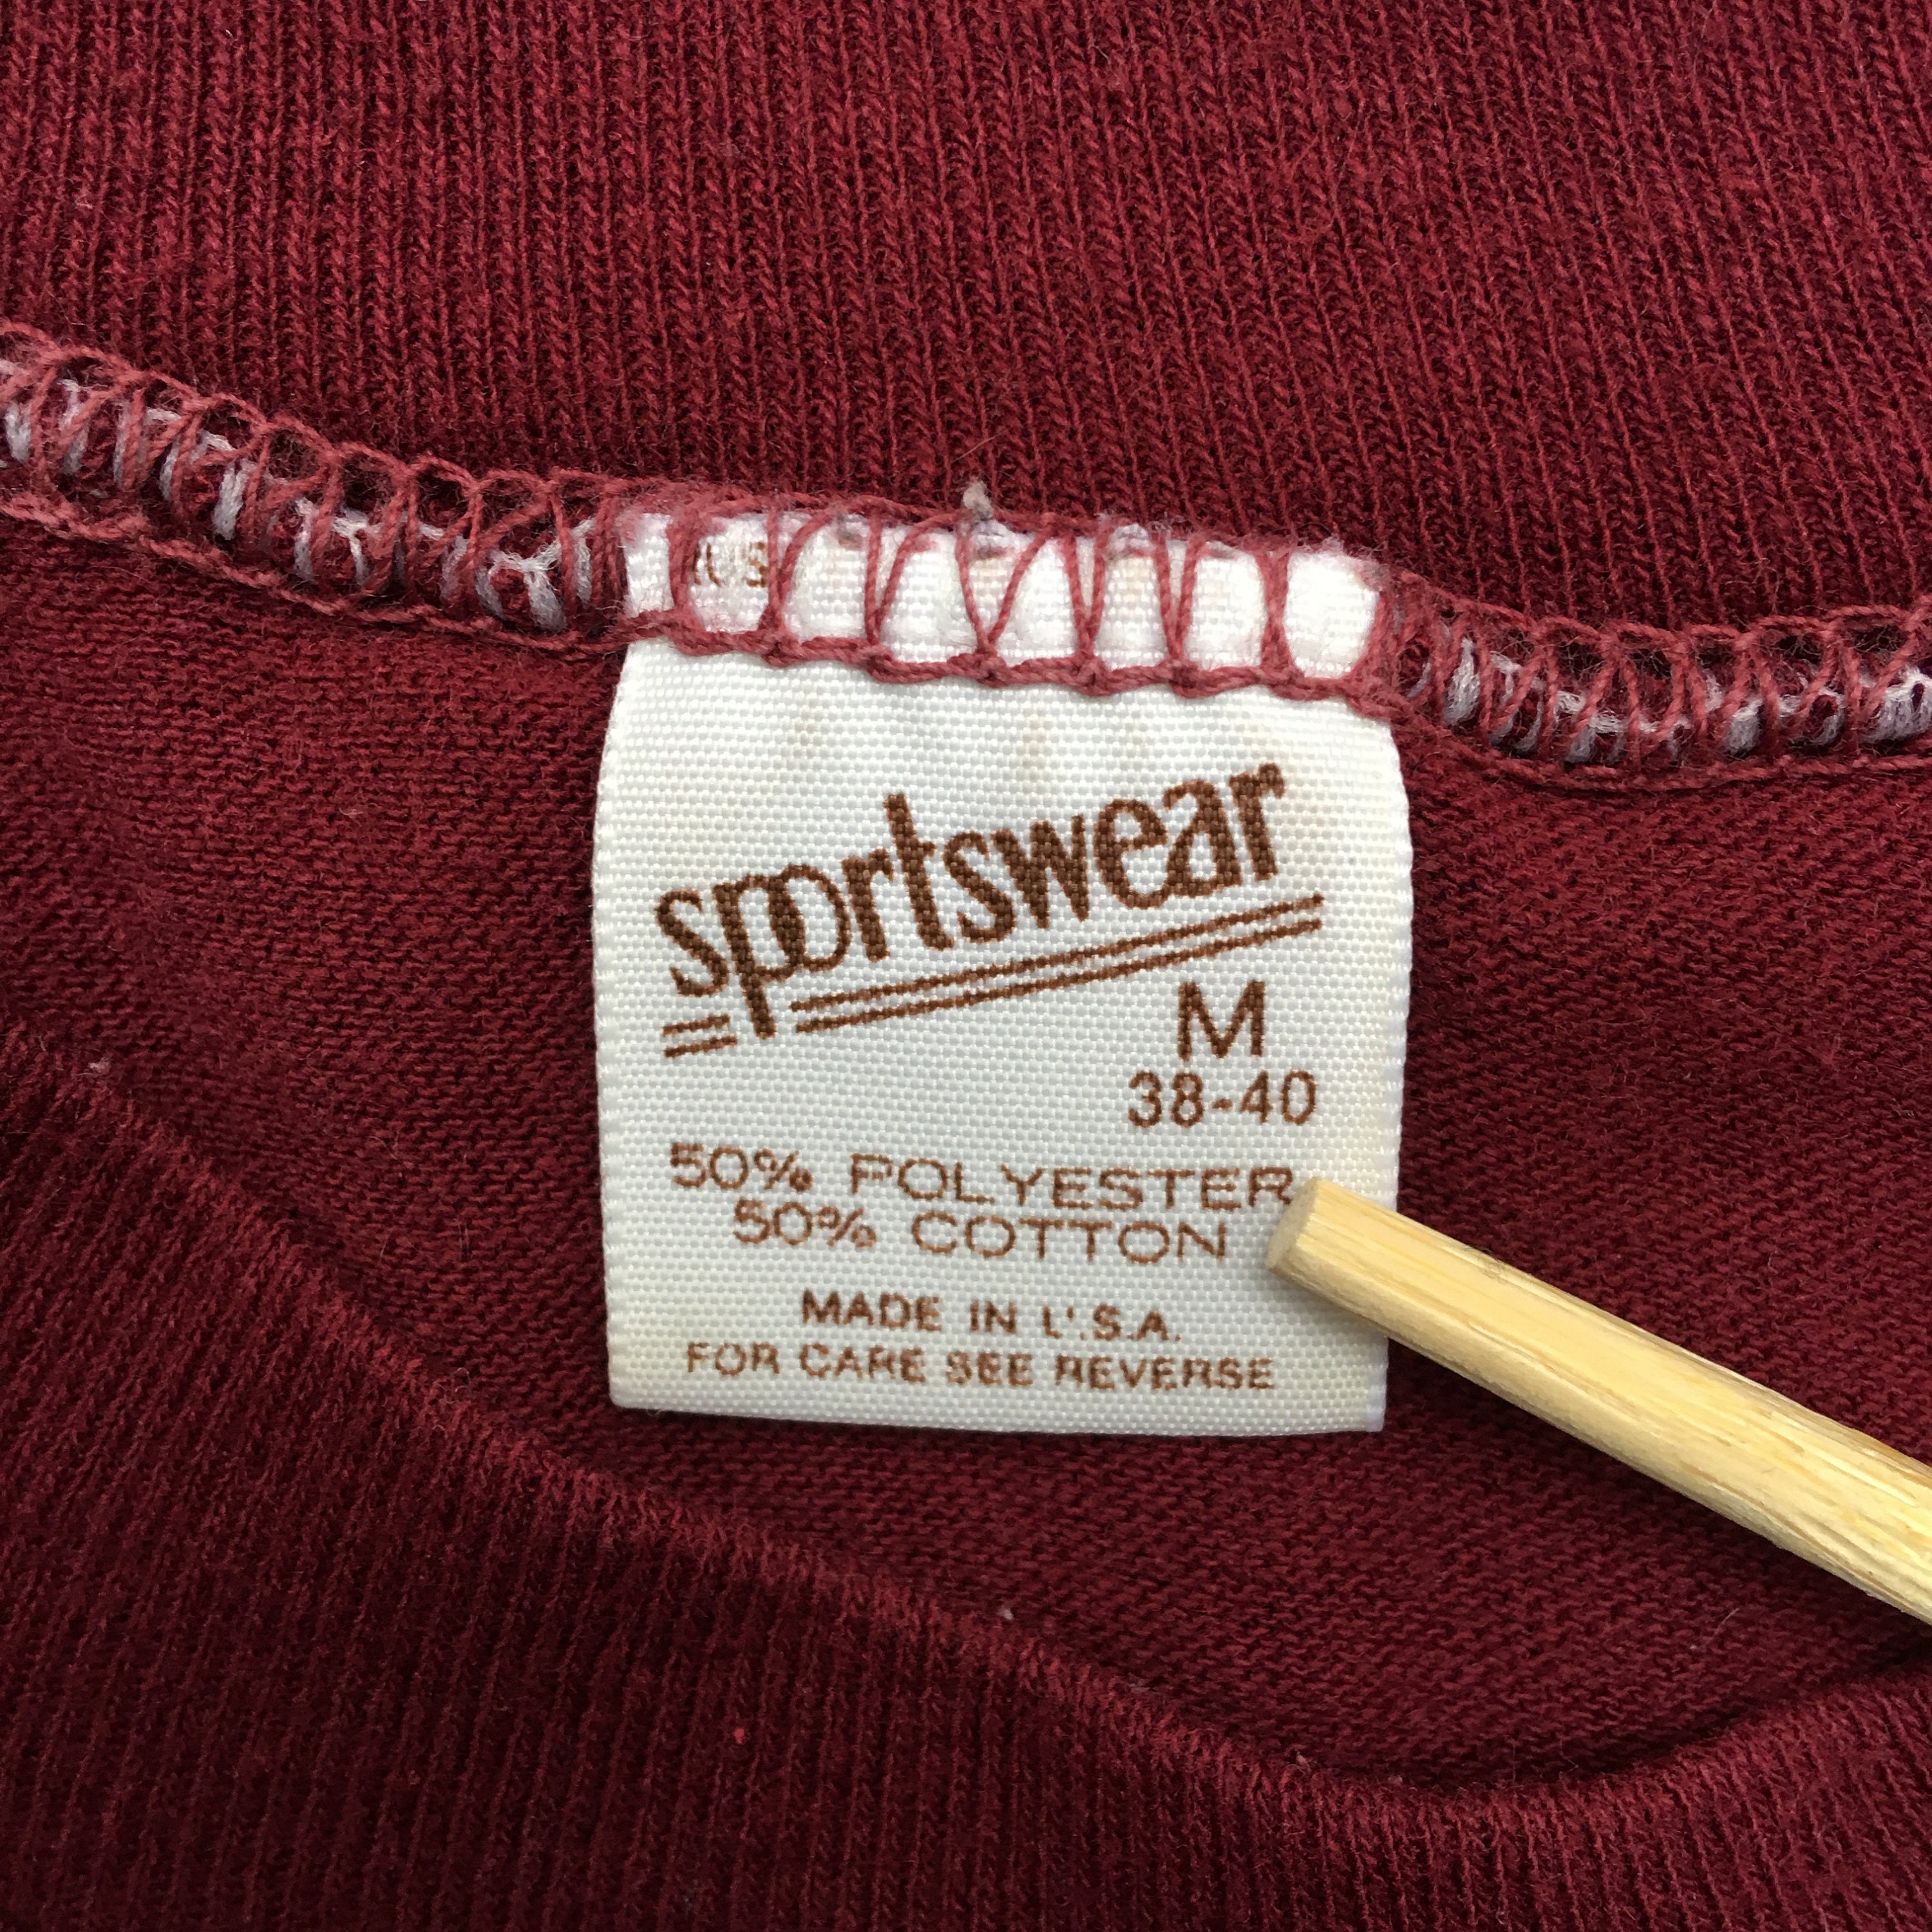 sportswear
M
38-40
50% POLYESTER
50% COTTON
MADE IN U.S.A.
FOR CARE SEE REVERSE